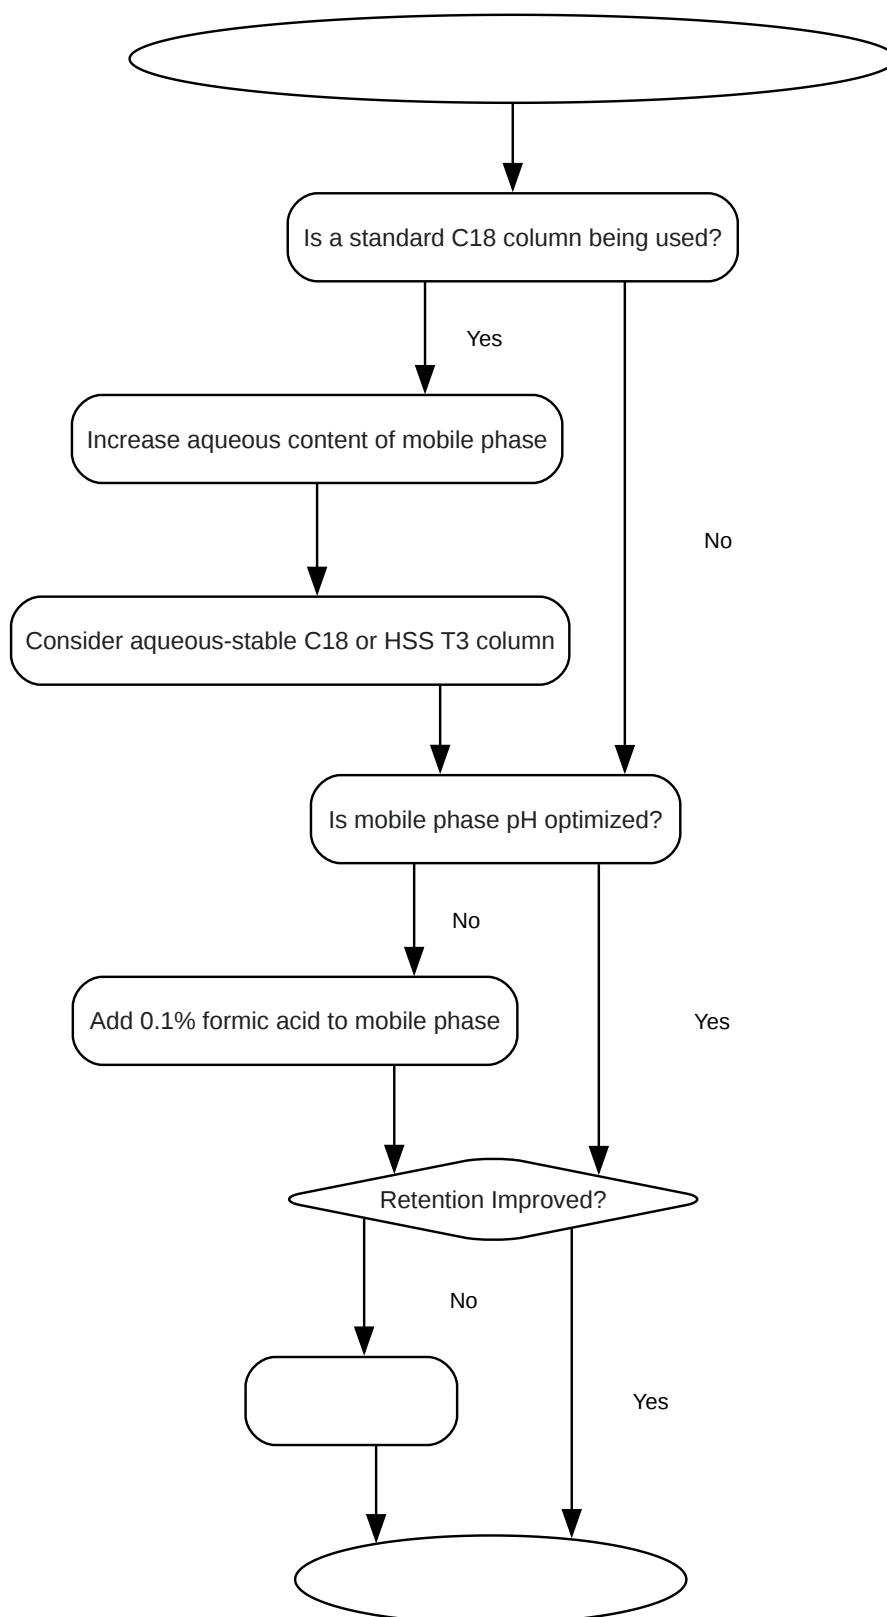 Is a standard C18 column being used?
Yes
Increase aqueous content of mobile phase
No
Consider aqueous-stable C18 or HSS T3 column
Is mobile phase pH optimized?
No
Add 0.1% formic acid to mobile phase
Yes
Retention Improved?
No
Yes